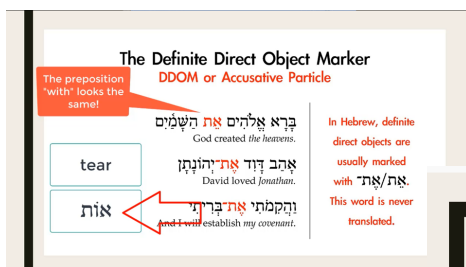 The Definite Direct Object Marker
DDOM or Accusative Particle
The preposition
"with" looks the
same!
בָּרָא אֱלֹהִים אֵת הַשָּׁמַ֫יִם
God created the heavens.
אָהַב דָּוִד אֶת־יְהוֹנָתָן
David loved Jonathan.
וַהֲקִמֹתִי אֶת־בְּרִיתִי
And I will establish my covenant.
tear
אוֹת
In Hebrew, definite
direct objects are
usually marked
with אֵת/אֶת־.
This word is never
translated.